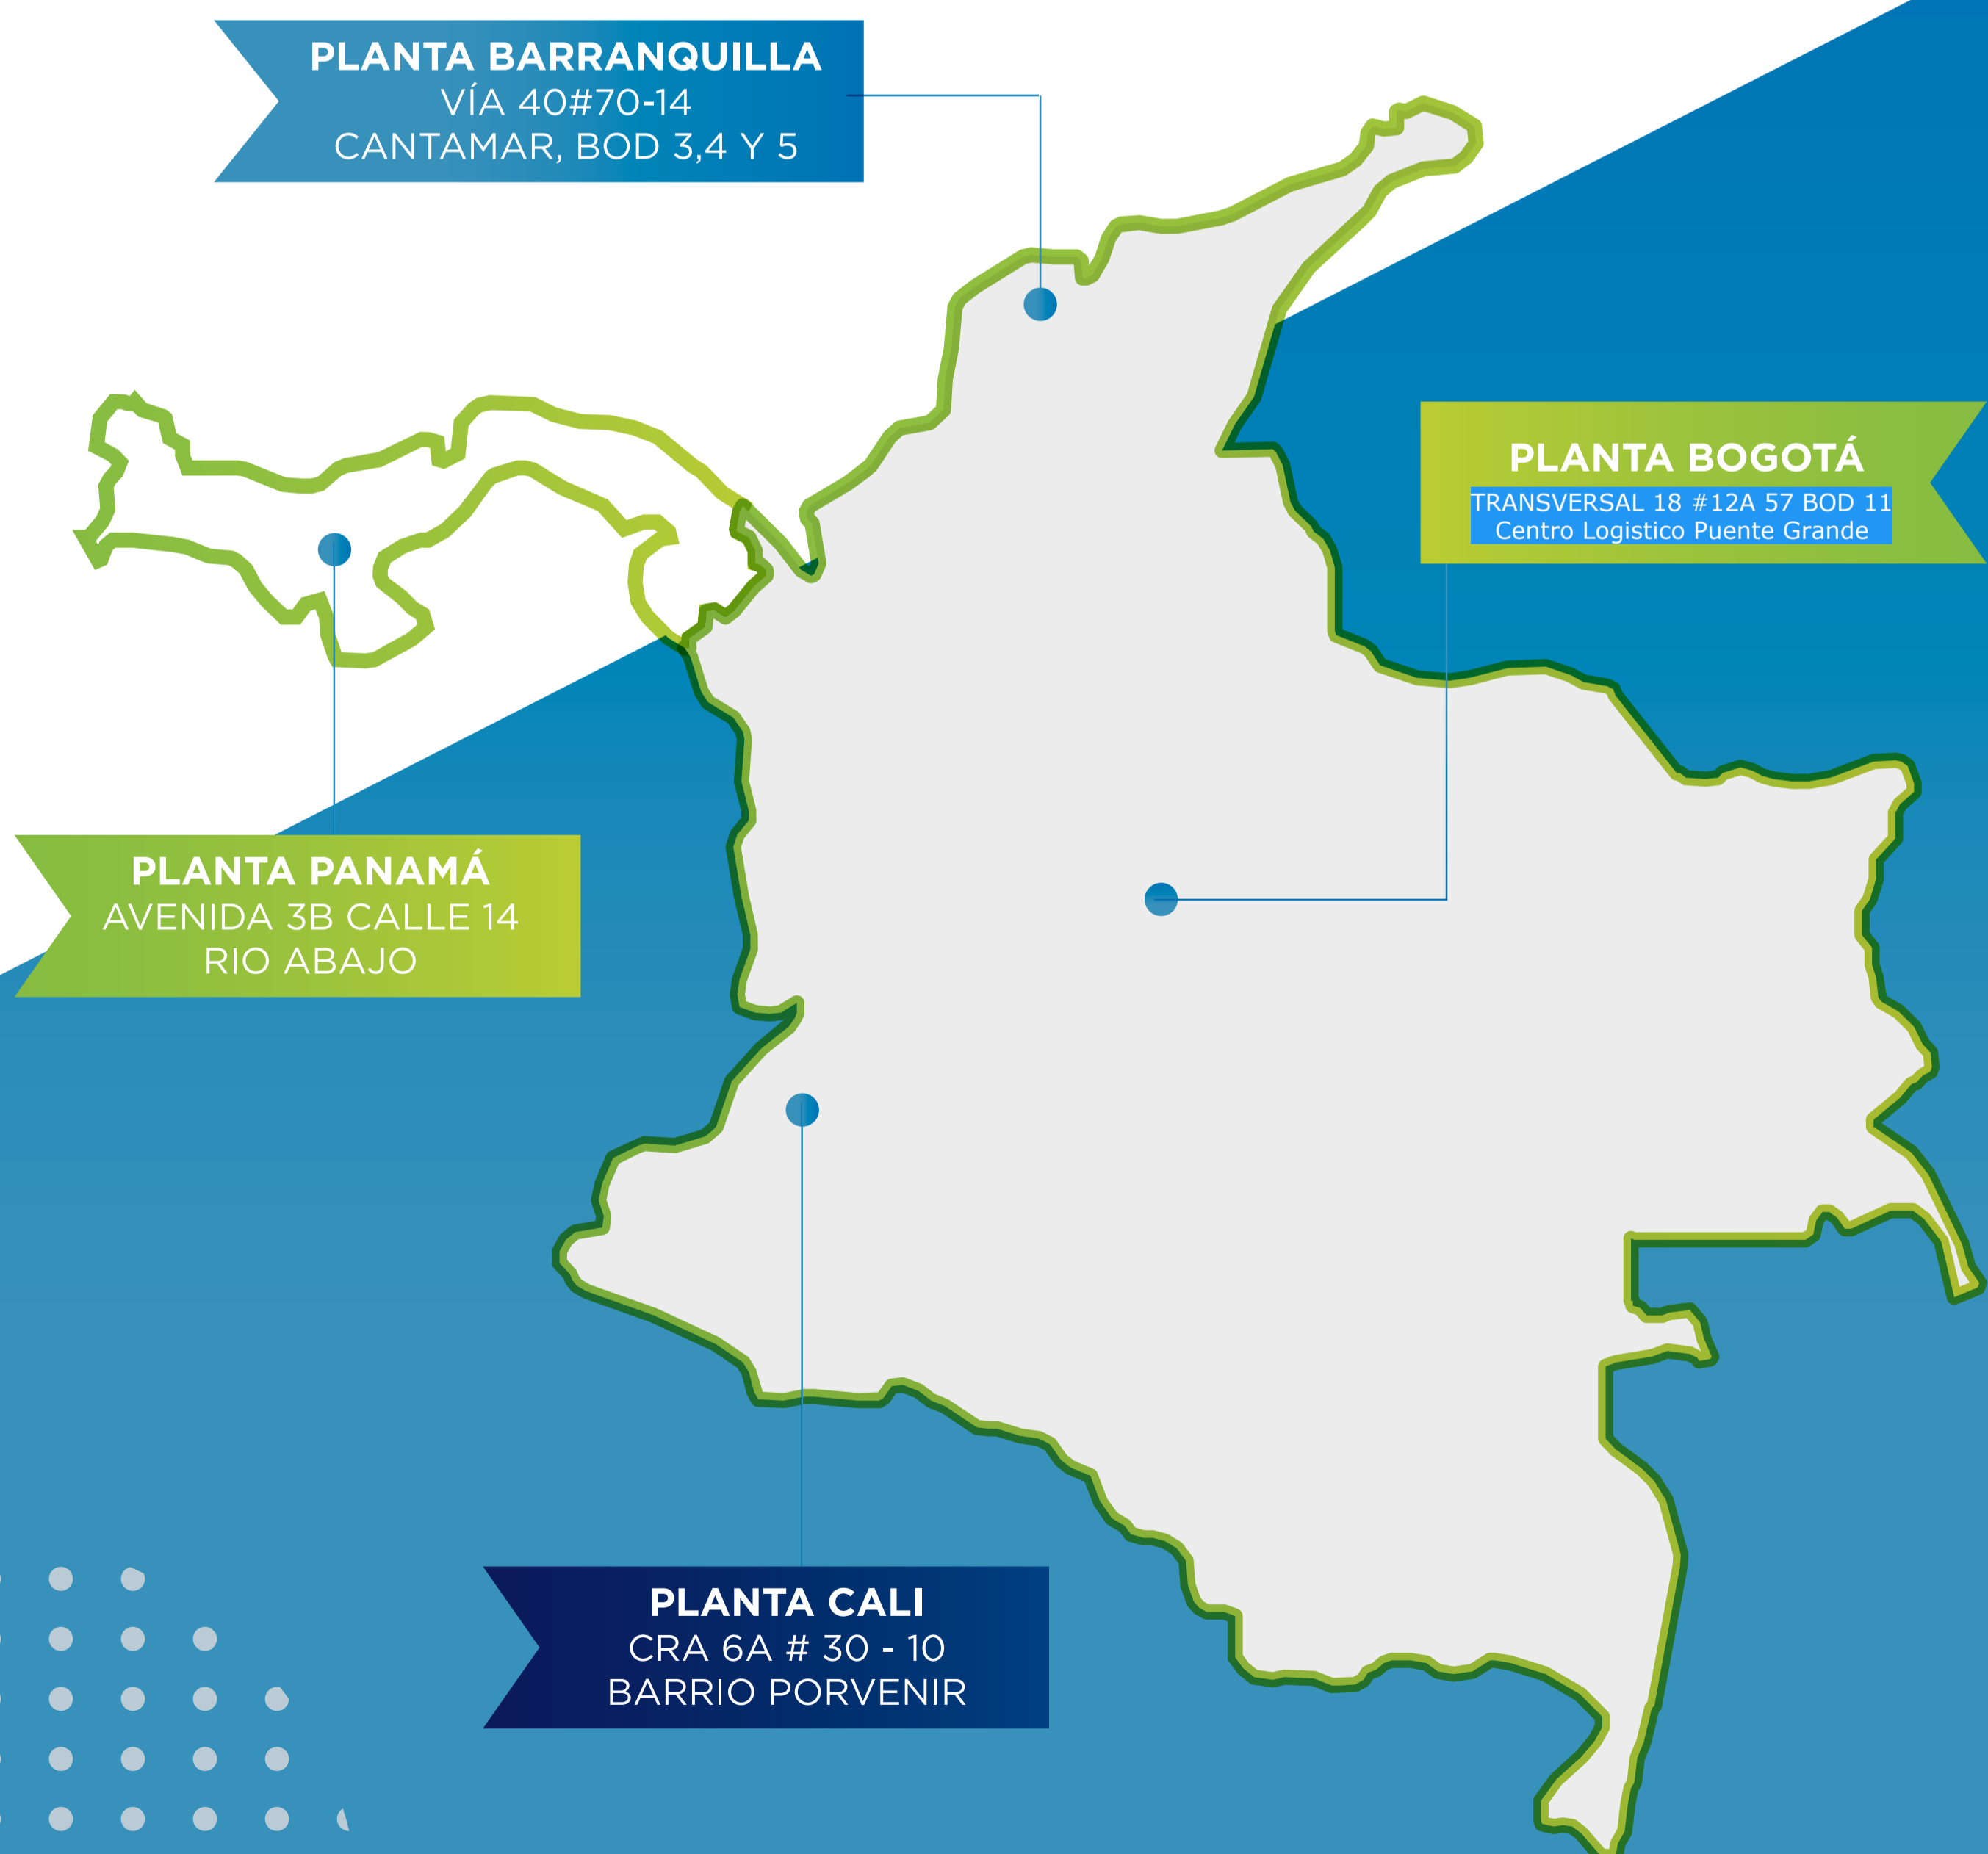 PLANTA BARRANQUILLA
VÍA 40#70-14
CANTAMAR, BOD 3,4 Y 5
PLANTA BOGOTÁ
TRANSVERSAL 18 #12A 57 BOD 11
Centro Logistico Puente Grande
PLANTA PANAMÁ
AVENIDA 3B CALLE 14
RIO ABAJO
PLANTA CALI
CRA 6A # 30 - 10
BARRIO PORVENIR